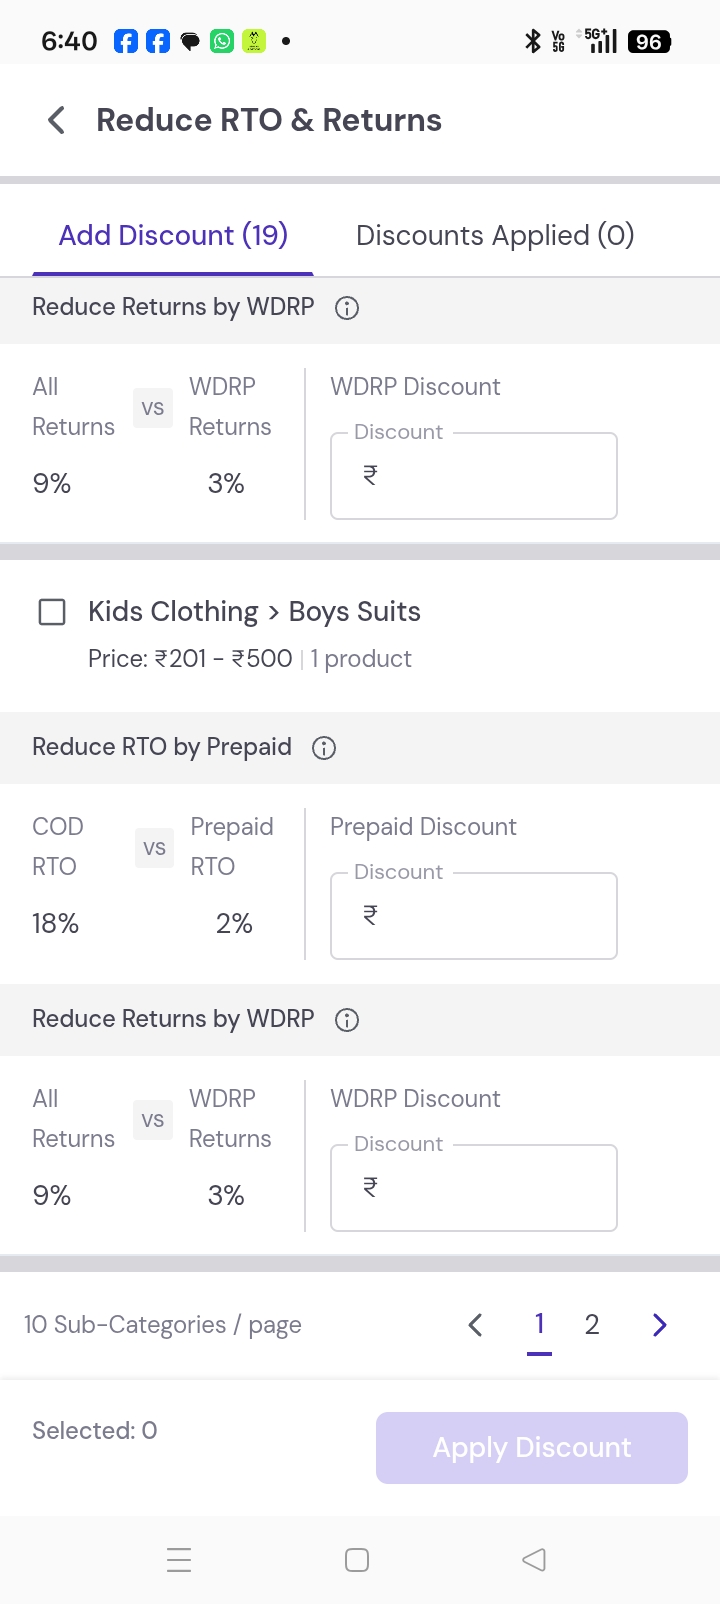 6:40
Vo 5G
5G+
96
Reduce RTO & Returns
Add Discount (19)
Discounts Applied (0)
Reduce Returns by WDRP
All Returns
VS
WDRP Returns
WDRP Discount
Discount
9%
3%
₹
Kids Clothing > Boys Suits
Price: ₹201 - ₹500 | 1 product
Reduce RTO by Prepaid
COD RTO
VS
Prepaid RTO
Prepaid Discount
Discount
18%
2%
₹
Reduce Returns by WDRP
All Returns
VS
WDRP Returns
WDRP Discount
Discount
9%
3%
₹
10 Sub-Categories / page
1
2
Selected: 0
Apply Discount